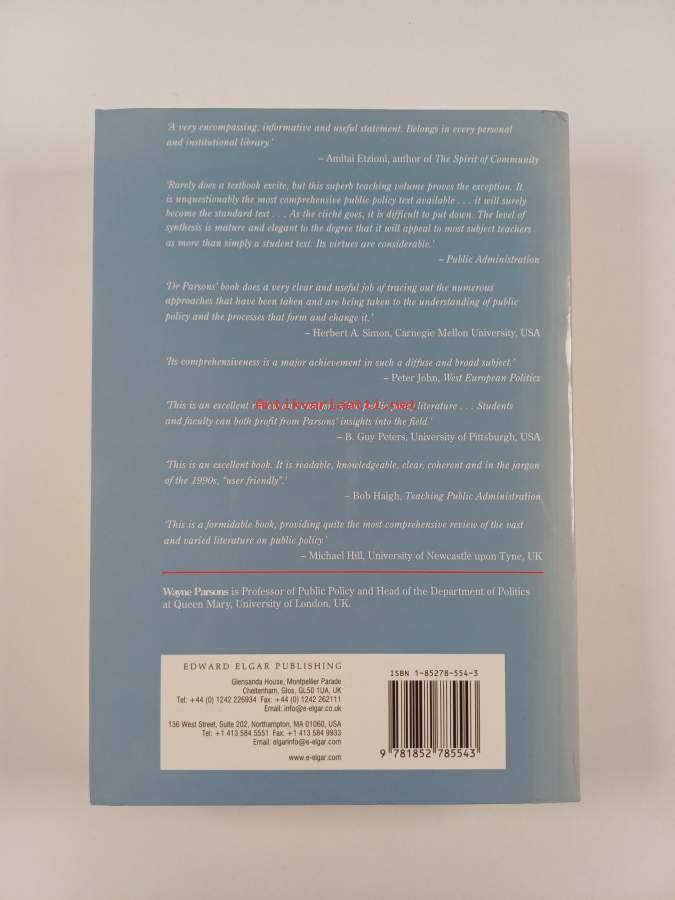 'A very encompassing, informative and useful statement. Belongs in every personal
and institutional library.'
– Amitai Etzioni, author of The Spirit of Community
'Rarely does a textbook excite, but this superb teaching volume proves the exception. It
is unquestionably the most comprehensive public policy text available . . . it will surely
become the standard text . . . As the cliché goes, it is difficult to put down. The level of
synthesis is mature and elegant to the degree that it will appeal to most subject teachers
as more than simply a student text. Its virtues are considerable.'
– Public Administration
'Dr Parsons' book does a very clear and useful job of tracing out the numerous
approaches that have been taken and are being taken to the understanding of public
policy and the processes that form and change it.'
– Herbert A. Simon, Carnegie Mellon University, USA
'Its comprehensiveness is a major achievement in such a diffuse and broad subject.'
– Peter John, West European Politics
Antikvariaatti.net
'This is an excellent literature . . . Students
and faculty can both profit from Parsons' insights into the field.'
– B. Guy Peters, University of Pittsburgh, USA
'This is an excellent book. It is readable, knowledgeable, clear, coherent and in the jargon
of the 1990s, "user friendly".'
– Bob Haigh, Teaching Public Administration
'This is a formidable book, providing quite the most comprehensive review of the vast
and varied literature on public policy.'
– Michael Hill, University of Newcastle upon Tyne, UK
Wayne Parsons is Professor of Public Policy and Head of the Department of Politics
at Queen Mary, University of London, UK.
EDWARD ELGAR PUBLISHING
Glensanda House, Montpellier Parade
Cheltenham, Glos, GL50 1UA, UK
Tel: +44 (0) 1242 226934 Fax: +44 (0) 1242 262111
Email: info@e-elgar.co.uk
136 West Street, Suite 202, Northampton, MA 01060, USA
Tel: +1 413 584 5551 Fax: +1 413 584 9933
Email: elgarinfo@e-elgar.com
www.e-elgar.com
ISBN 1-85278-554-3
9 781852 785543